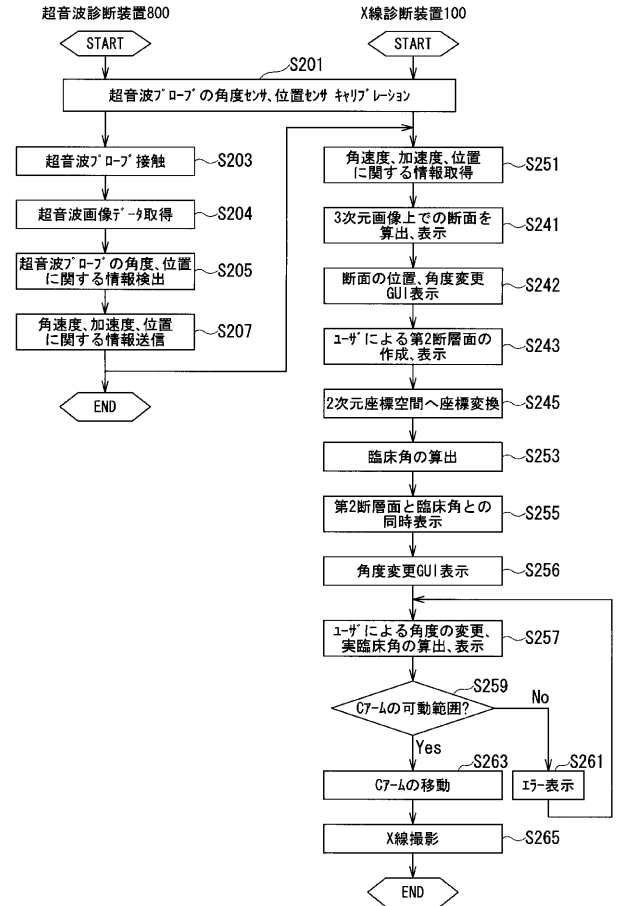 超音波診断装置800
START
X線診断装置100
START
S201
超音波ﾌﾟﾛｰﾌﾞの角度ｾﾝｻ、位置ｾﾝｻ ｷｬﾘﾌﾞﾚｰｼｮﾝ
超音波ﾌﾟﾛｰﾌﾞ接触
S203
超音波画像ﾃﾞｰﾀ取得
S204
超音波ﾌﾟﾛｰﾌﾞの角度、位置
に関する情報検出
S205
角速度、加速度、位置
に関する情報送信
S207
END
角速度、加速度、位置
に関する情報取得
S251
3次元画像上での断面を
算出、表示
S241
断面の位置、角度変更
GUI表示
S242
ﾕｰｻﾞによる第2断層面の
作成、表示
S243
2次元座標空間へ座標変換
S245
臨床角の算出
S253
第2断層面と臨床角との
同時表示
S255
角度変更GUI表示
S256
ﾕｰｻﾞによる角度の変更、
実臨床角の算出、表示
S257
S259
Cｱｰﾑの可動範囲?
No
Yes
S263
Cｱｰﾑの移動
S261
ｴﾗｰ表示
X線撮影
S265
END